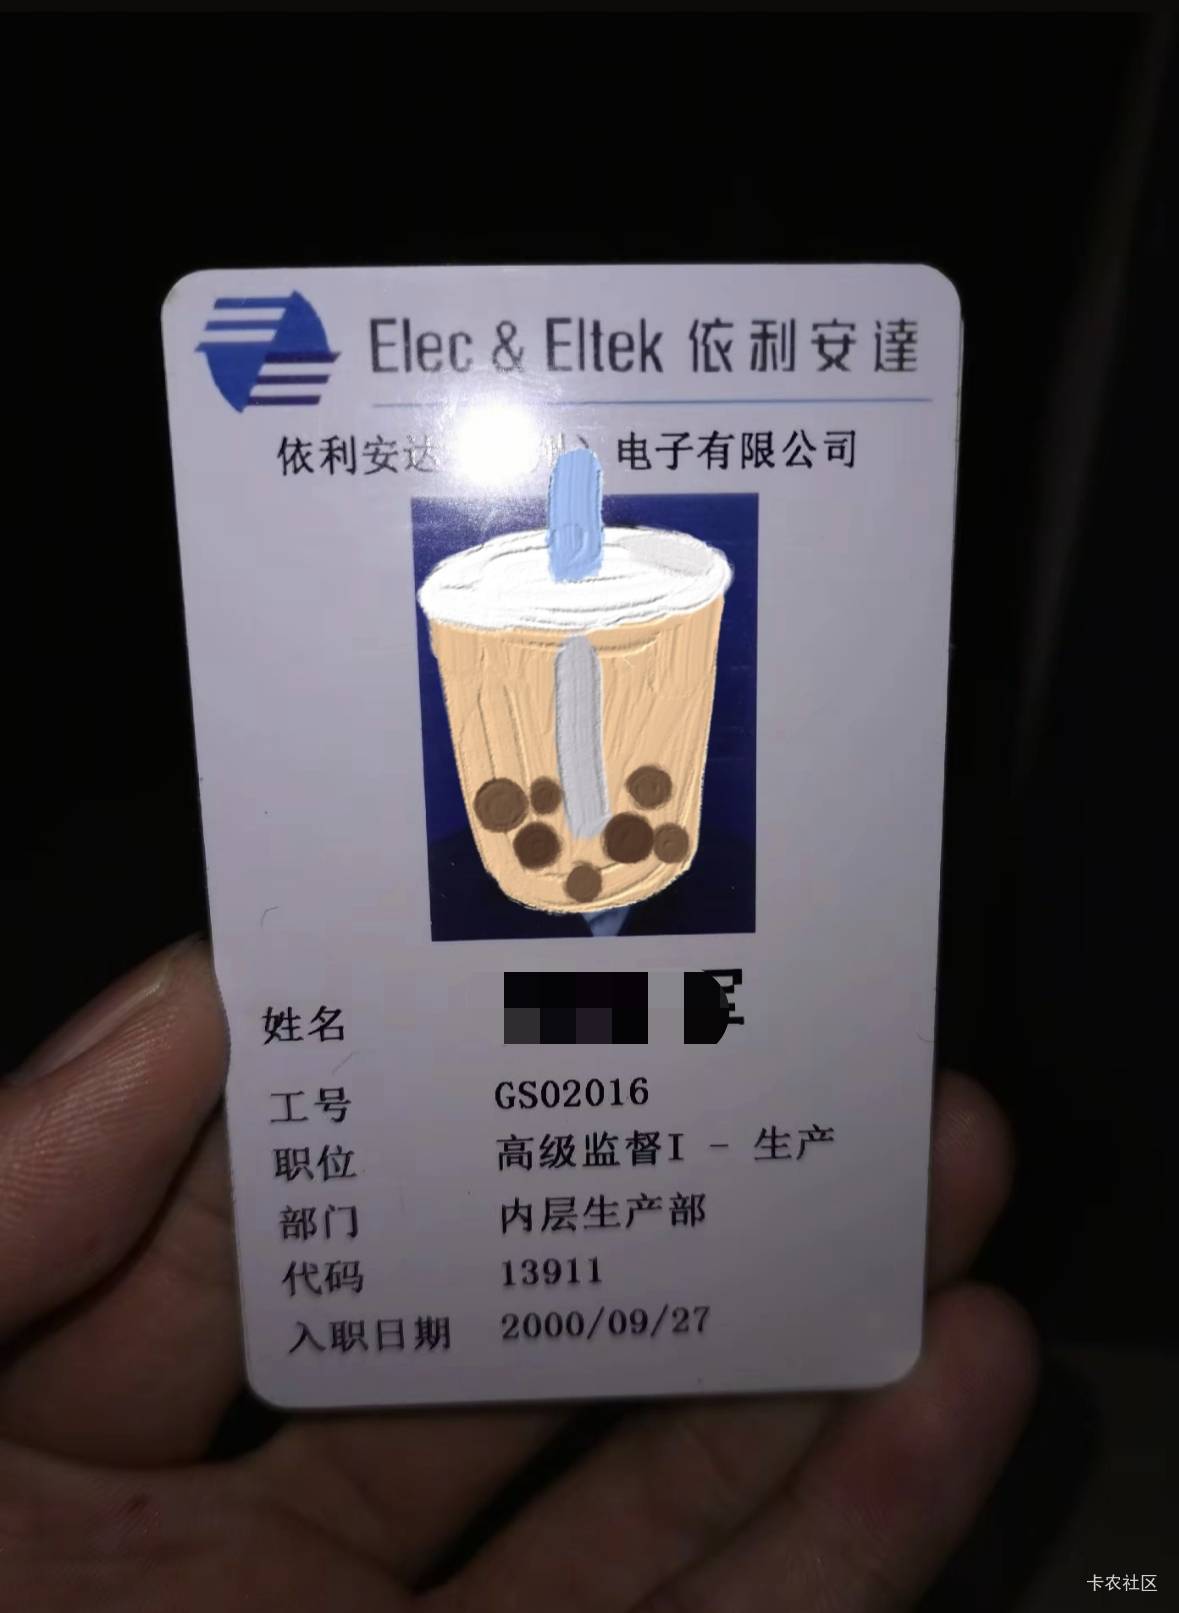 Elec & Eltek 依利安達
依利安达 电子有限公司
姓名
工号 GS02016
职位 高级监督I - 生产
部门 内层生产部
代码 13911
入职日期 2000/09/27
卡农社区